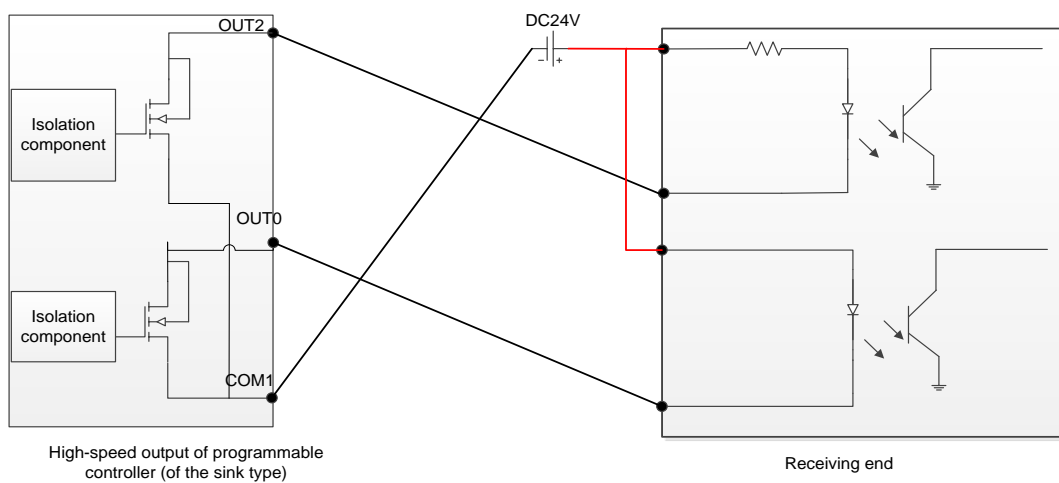 OUT2
DC24V
- +
Isolation
component
OUT0
Isolation
component
COM1
High-speed output of programmable
controller (of the sink type)
Receiving end